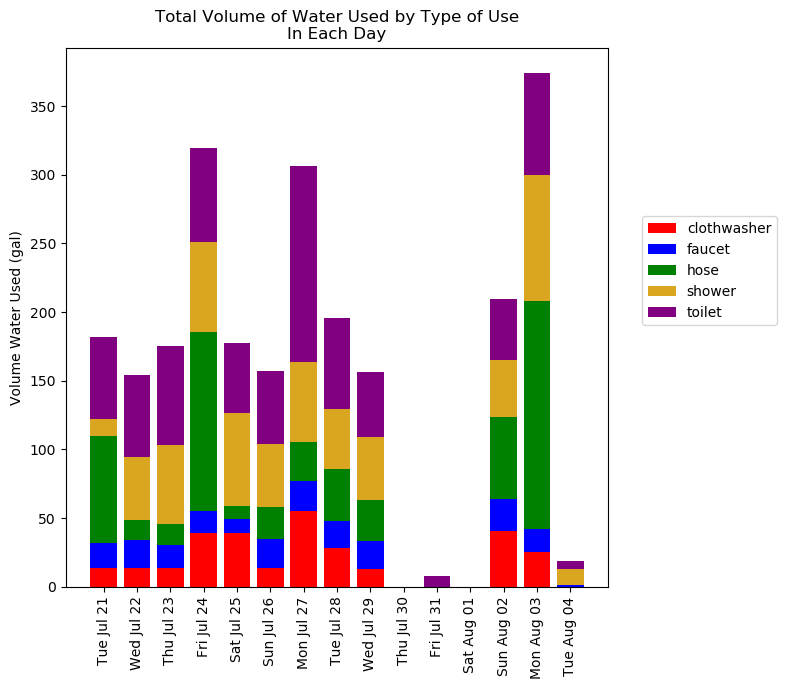 Total Volume of Water Used by Type of Use
In Each Day
Volume Water Used (gal)
350
300
250
200
150
100
50
0
Tue Jul 21
Wed Jul 22
Thu Jul 23
Fri Jul 24
Sat Jul 25
Sun Jul 26
Mon Jul 27
Tue Jul 28
Wed Jul 29
Thu Jul 30
Fri Jul 31
Sat Aug 01
Sun Aug 02
Mon Aug 03
Tue Aug 04
clothwasher
faucet
hose
shower
toilet